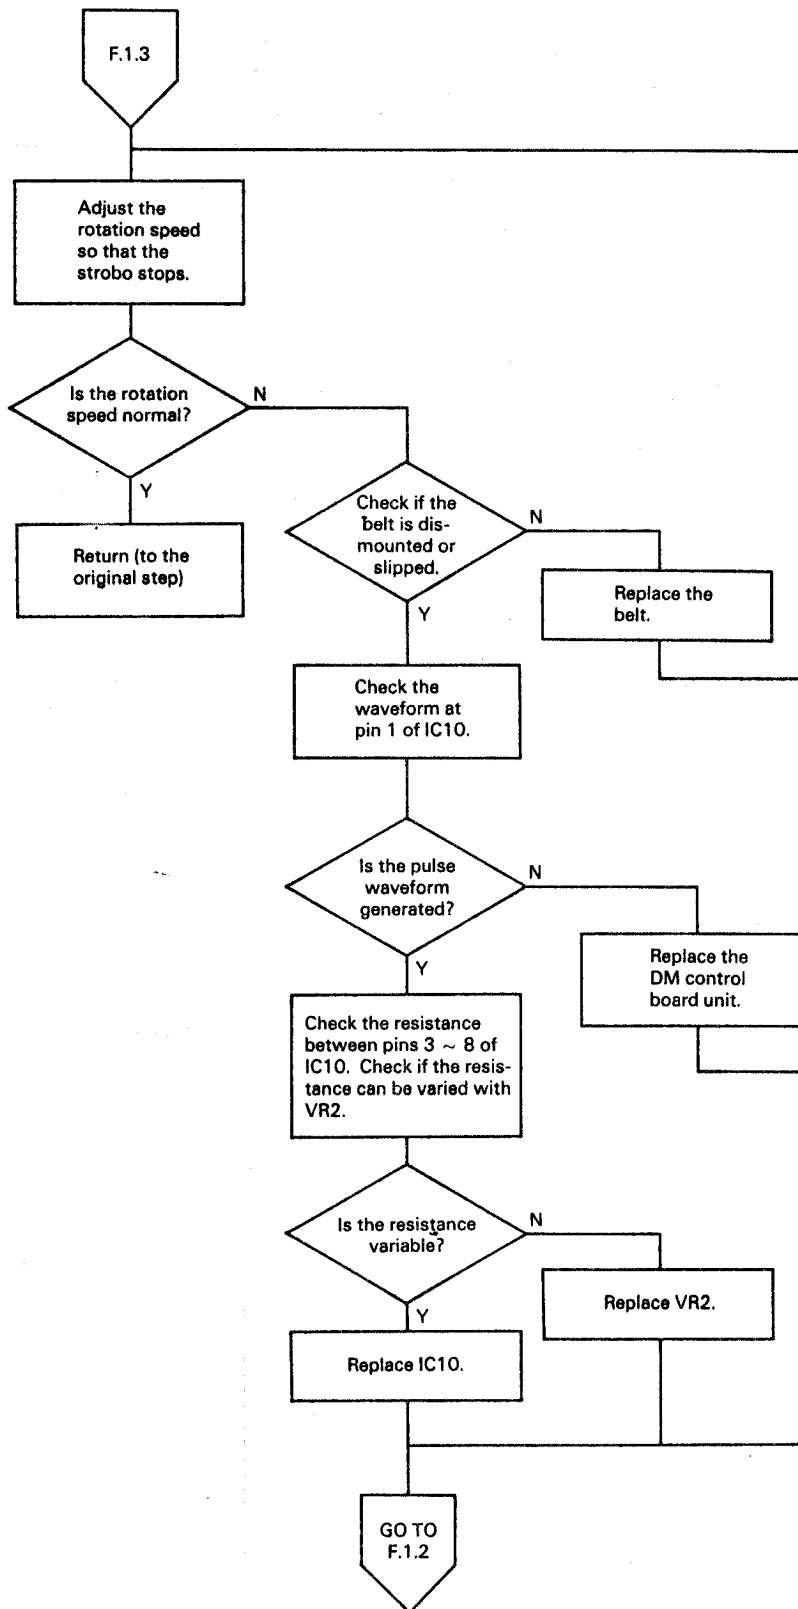 F.1.3
Adjust the
rotation speed
so that the
strobo stops.
Is the rotation
speed normal?
N
Y
Return (to the
original step)
Check if the
belt is dis-
mounted or
slipped.
N
Y
Replace the
belt.
Check the
waveform at
pin 1 of IC10.
Is the pulse
waveform
generated?
N
Y
Replace the
DM control
board unit.
Check the resistance
between pins 3 ~ 8 of
IC10. Check if the resis-
tance can be varied with
VR2.
Is the resistance
variable?
N
Y
Replace VR2.
Replace IC10.
GO TO
F.1.2